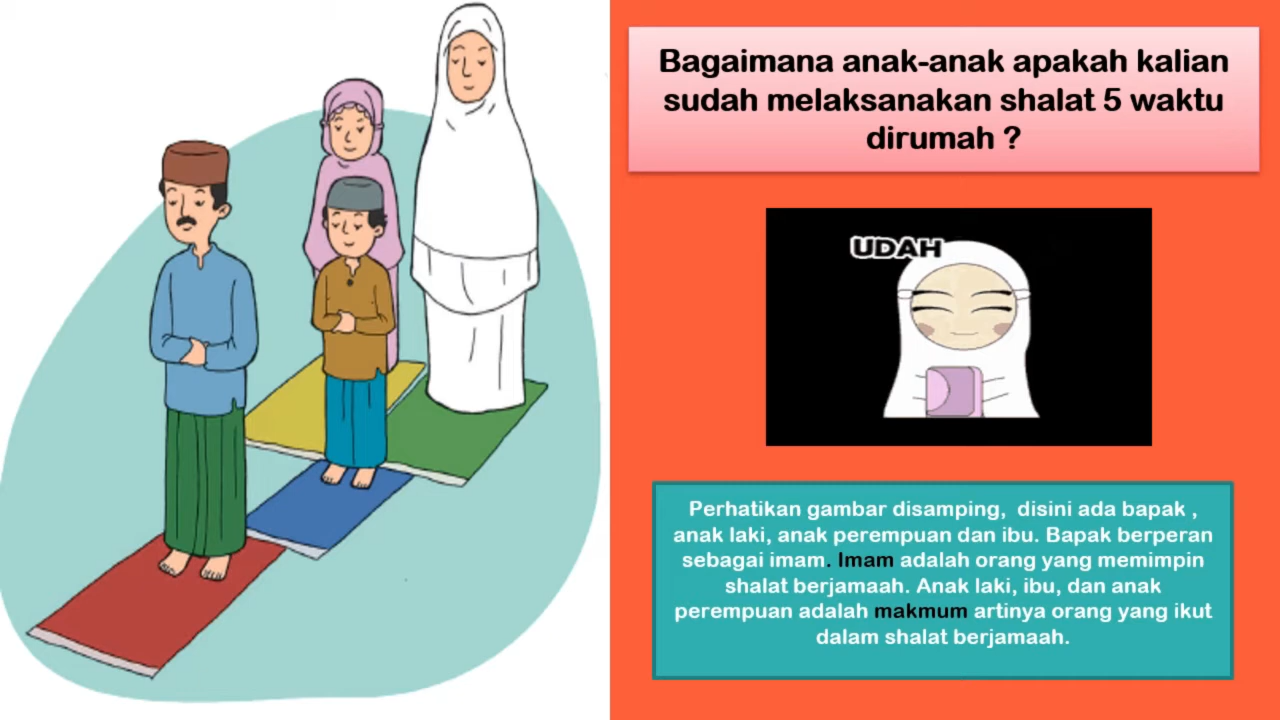 Bagaimana anak-anak apakah kalian
sudah melaksanakan shalat 5 waktu
dirumah ?
UDAH
Perhatikan gambar disamping, disini ada bapak ,
anak laki, anak perempuan dan ibu. Bapak berperan
sebagai imam. Imam adalah orang yang memimpin
shalat berjamaah. Anak laki, ibu, dan anak
perempuan adalah makmum artinya orang yang ikut
dalam shalat berjamaah.